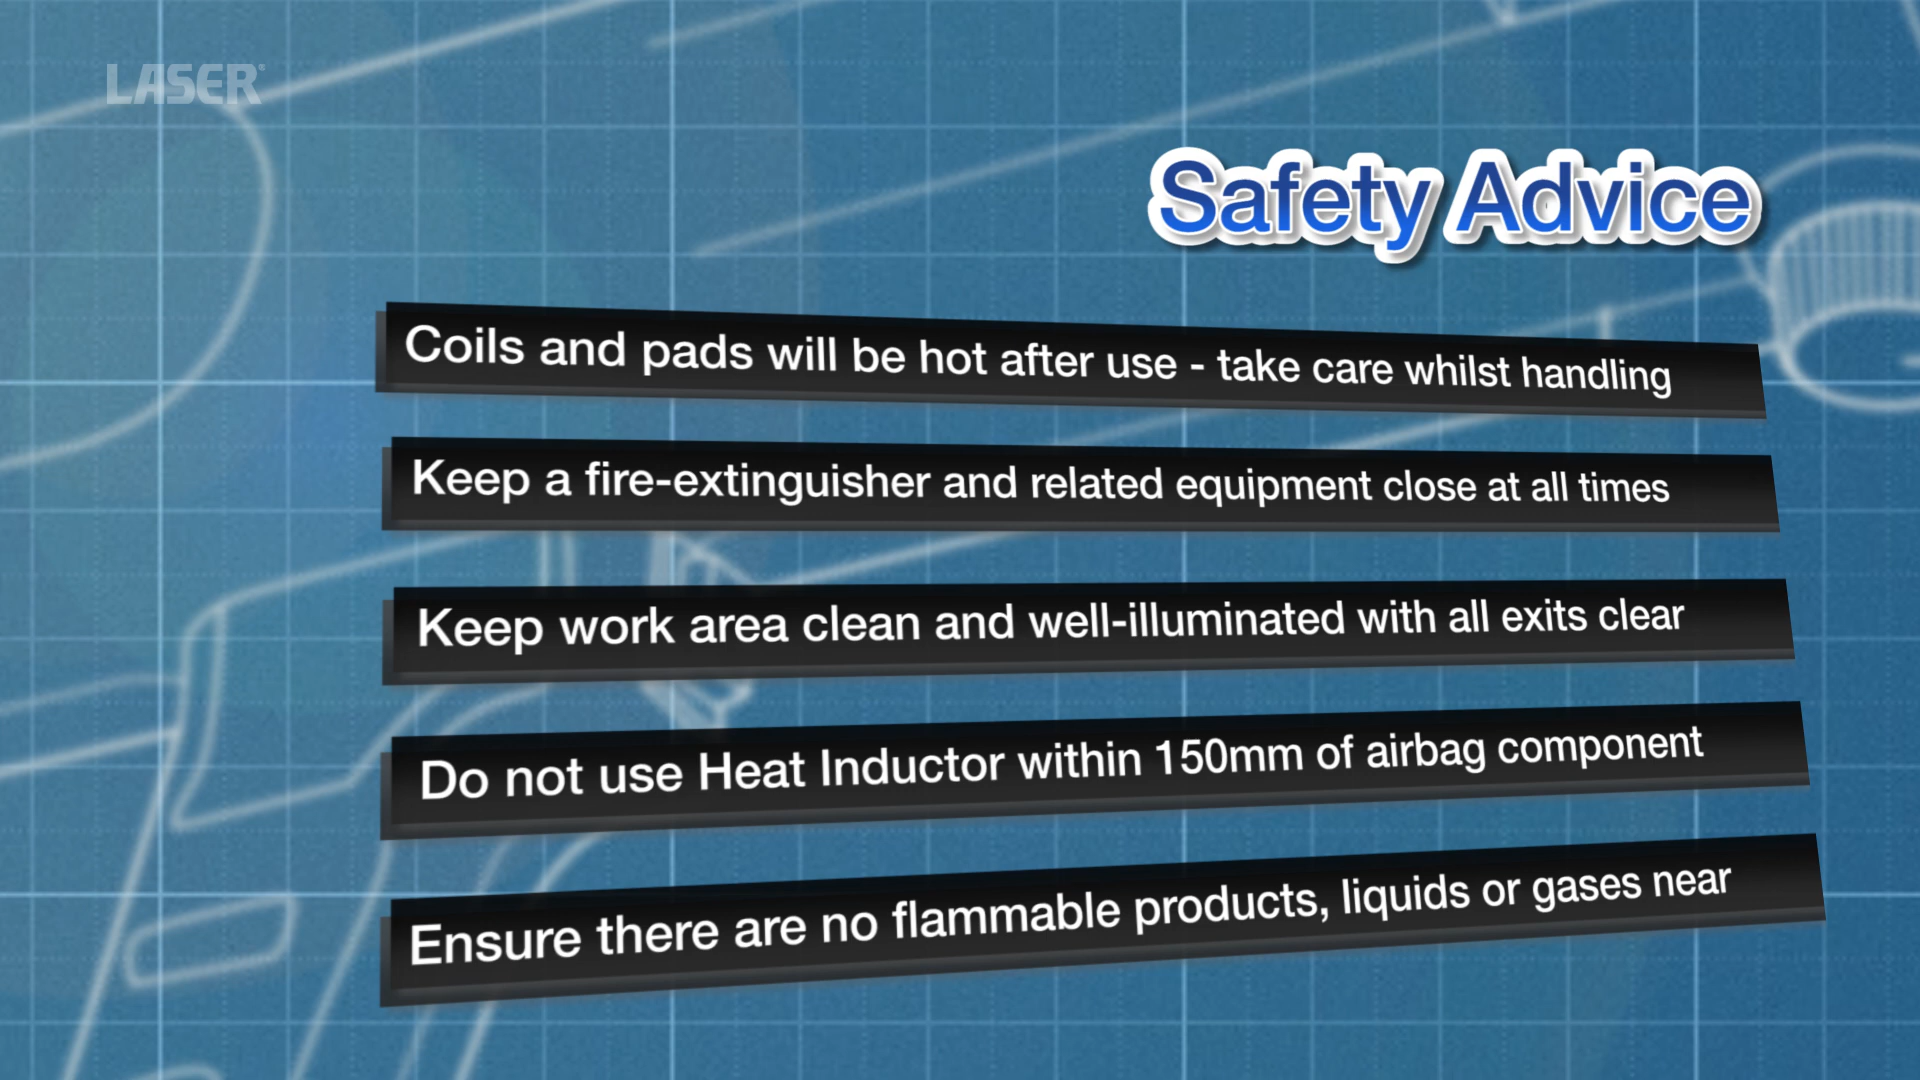 LASER®
Safety Advice
Coils and pads will be hot after use - take care whilst handling
Keep a fire-extinguisher and related equipment close at all times
Keep work area clean and well-illuminated with all exits clear
Do not use Heat Inductor within 150mm of airbag component
Ensure there are no flammable products, liquids or gases near